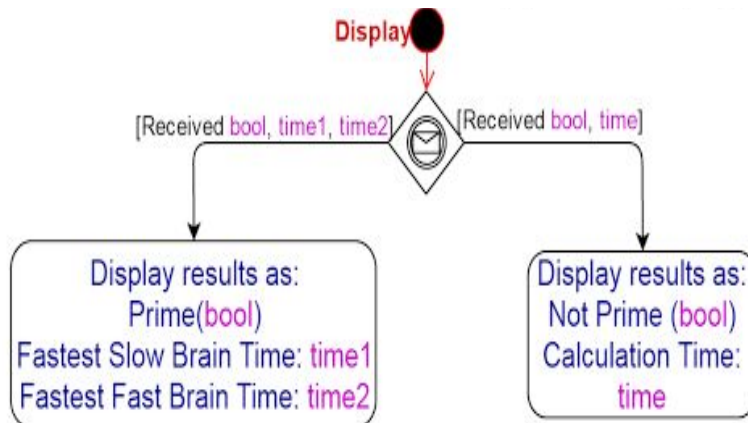 Display
[Received bool, time1, time2]
[Received bool, time]
Display results as:
Prime(bool)
Fastest Slow Brain Time: time1
Fastest Fast Brain Time: time2
Display results as:
Not Prime (bool)
Calculation Time:
time